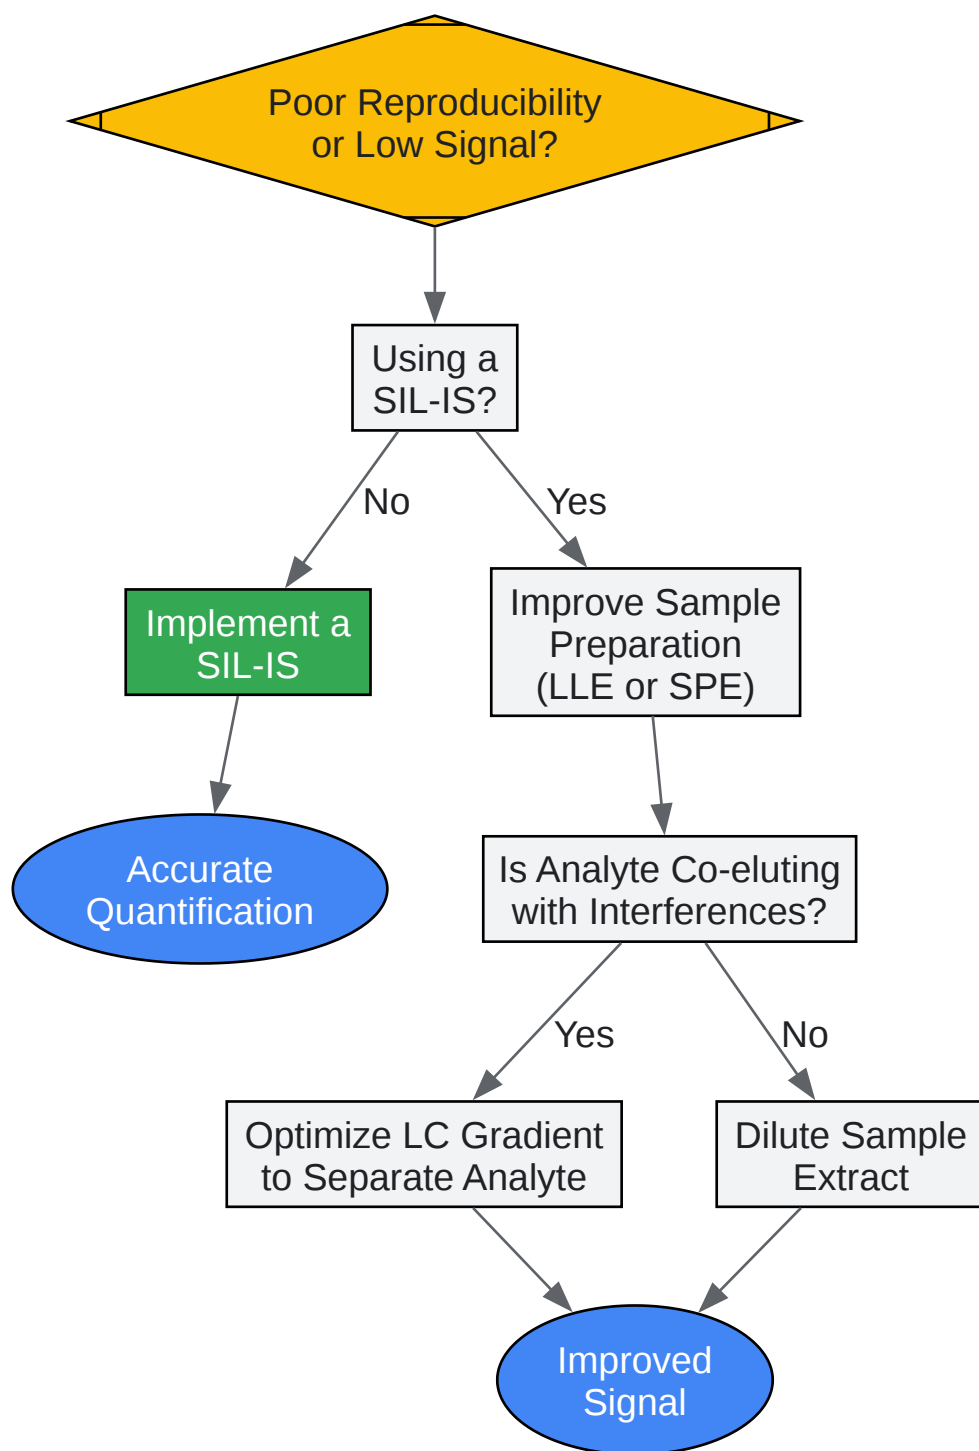 Poor Reproducibility
or Low Signal?
Using a
SIL-IS?
No
Yes
Implement a
SIL-IS
Improve Sample
Preparation
(LLE or SPE)
Accurate
Quantification
Is Analyte Co-eluting
with Interferences?
Yes
No
Optimize LC Gradient
to Separate Analyte
Dilute Sample
Extract
Improved
Signal